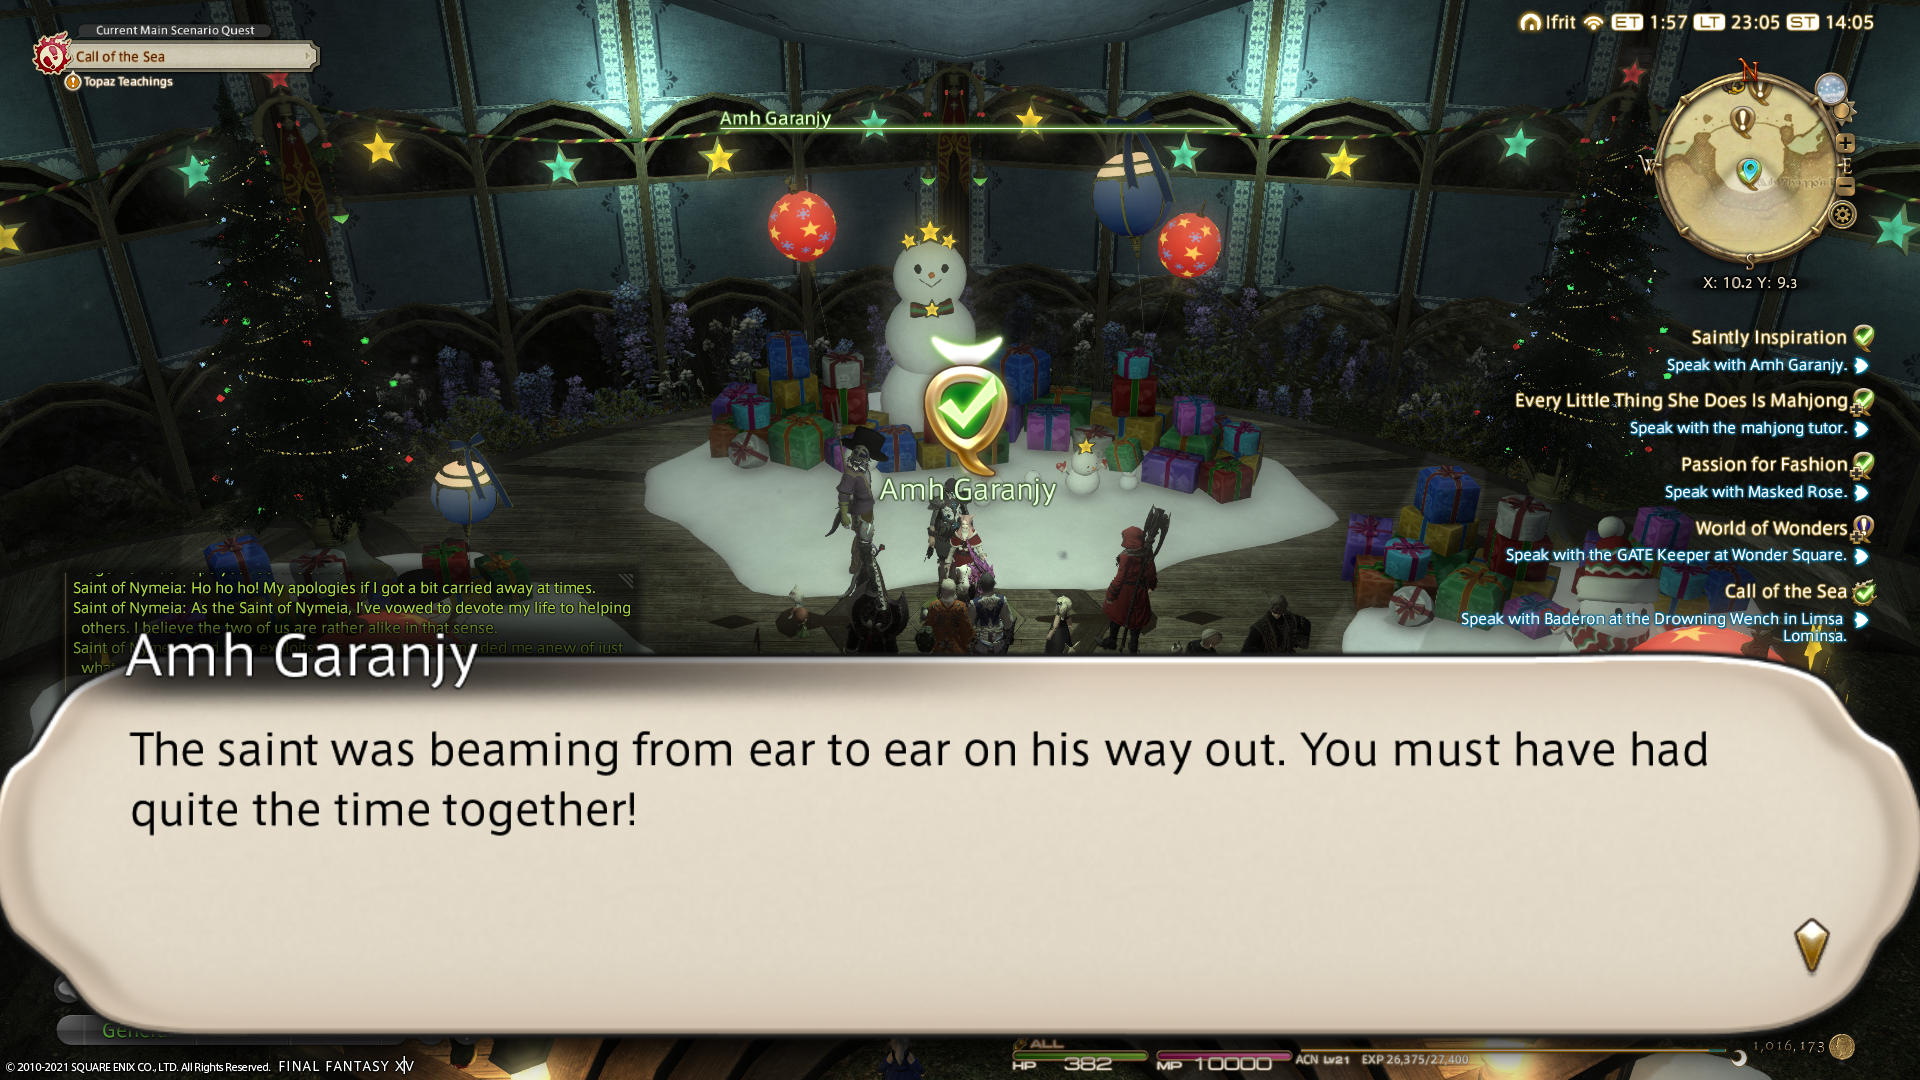 Current Main Scenario Quest
Call of the Sea
Topaz Teachings
Ifrit ET 1:57 LT 23:05 ST 14:05
N
W
E
S
X: 10.2 Y: 9.3
Amh Garanjy
Saintly Inspiration
Speak with Amh Garanjy.
Every Little Thing She Does Is Mahjong
Speak with the mahjong tutor.
Passion for Fashion
Speak with Masked Rose.
World of Wonders
Speak with the GATE Keeper at Wonder Square.
Call of the Sea
Speak with Baderon at the Drowning Wench in Limsa
Lominsa.
Amh Garanjy
Saint of Nymeia: Ho ho ho! My apologies if I got a bit carried away at times.
Saint of Nymeia: As the Saint of Nymeia, I've vowed to devote my life to helping
others. I believe the two of us are rather alike in that sense.
Saint of me anew of just
Amh Garanjy
The saint was beaming from ear to ear on his way out. You must have had
quite the time together!
ALL
HP 382 MP 10000 ACN Lv21 EXP 26,375/27,400
1,016,173
© 2010-2021 SQUARE ENIX CO., LTD. All Rights Reserved. FINAL FANTASY XIV